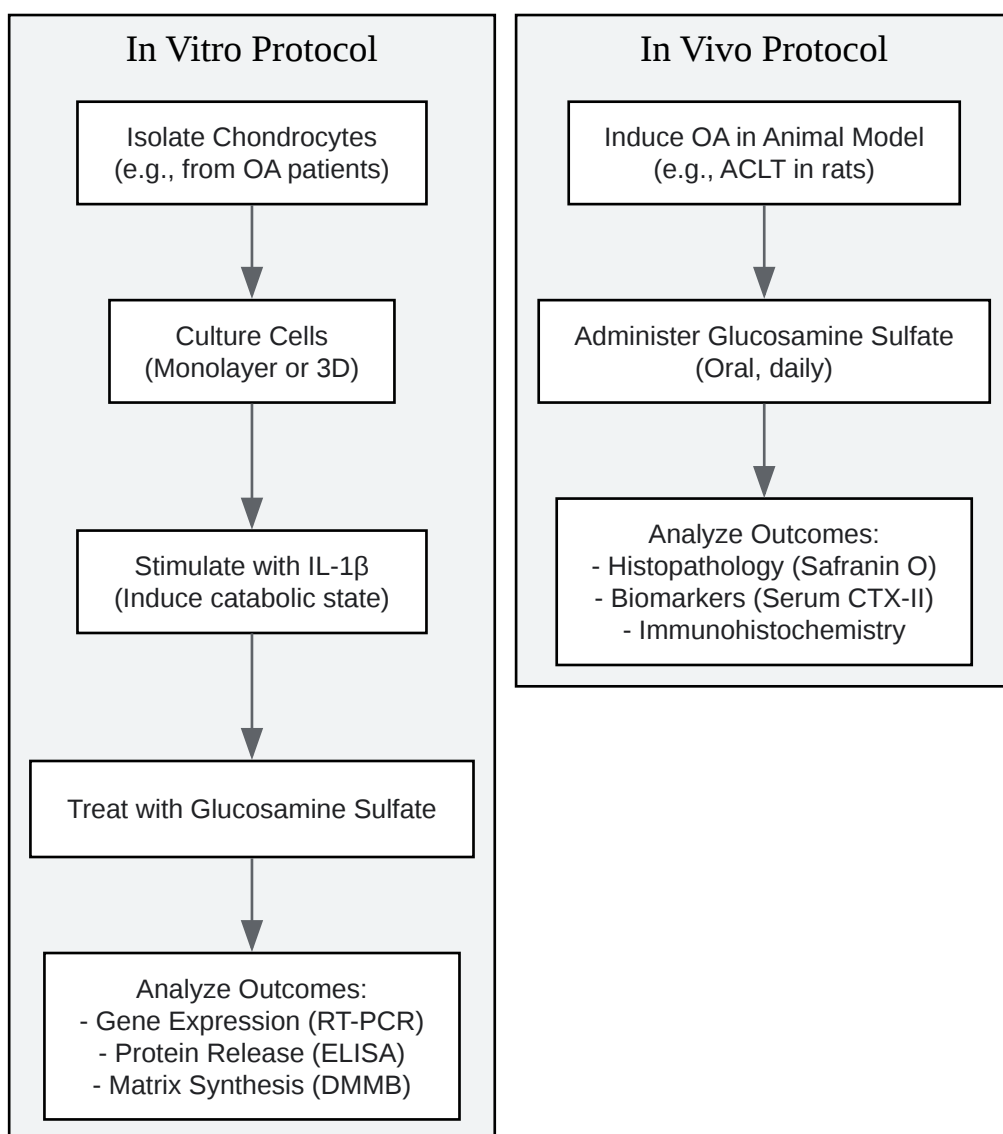 In Vitro Protocol
Isolate Chondrocytes
(e.g., from OA patients)
Culture Cells
(Monolayer or 3D)
Stimulate with IL-1β
(Induce catabolic state)
Treat with Glucosamine Sulfate
Analyze Outcomes:
- Gene Expression (RT-PCR)
- Protein Release (ELISA)
- Matrix Synthesis (DMMB)
In Vivo Protocol
Induce OA in Animal Model
(e.g., ACLT in rats)
Administer Glucosamine Sulfate
(Oral, daily)
Analyze Outcomes:
- Histopathology (Safranin O)
- Biomarkers (Serum CTX-II)
- Immunohistochemistry